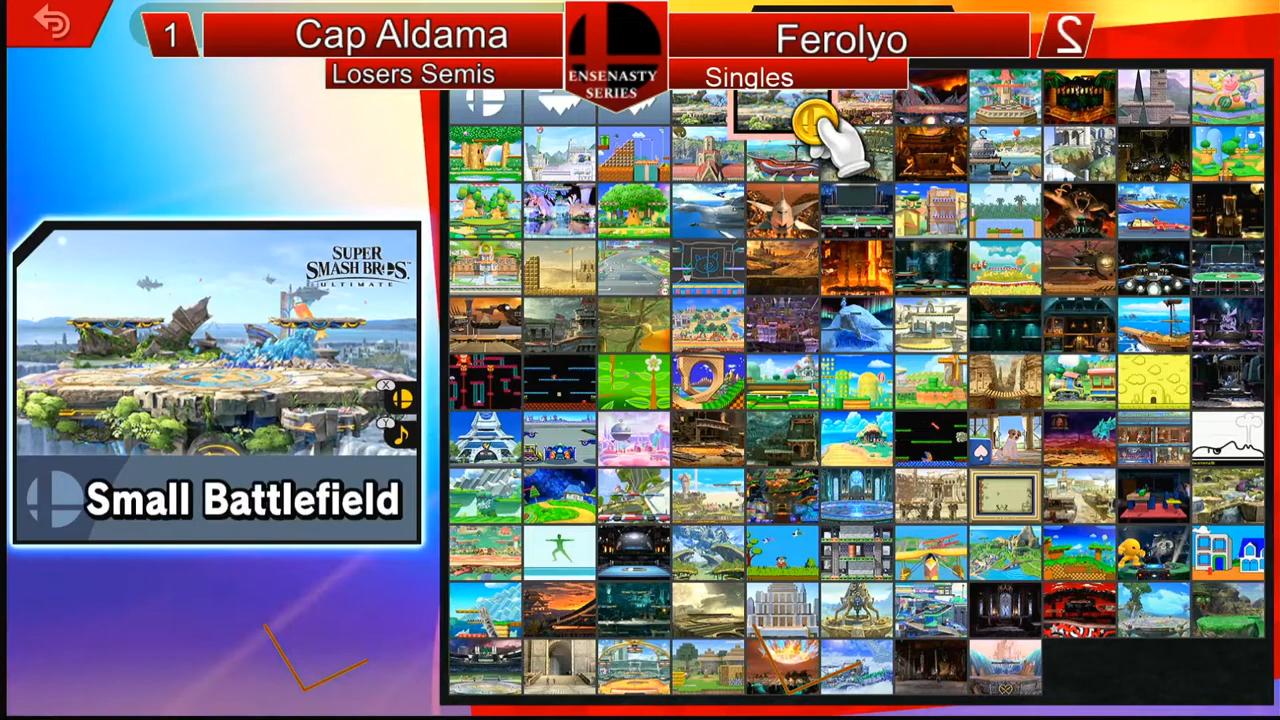 1
Cap Aldama
Ferolyo
2
Losers Semis
ENSENASTY
SERIES
Singles
SUPER
SMASH BROS.
ULTIMATE
X
Y
Small Battlefield